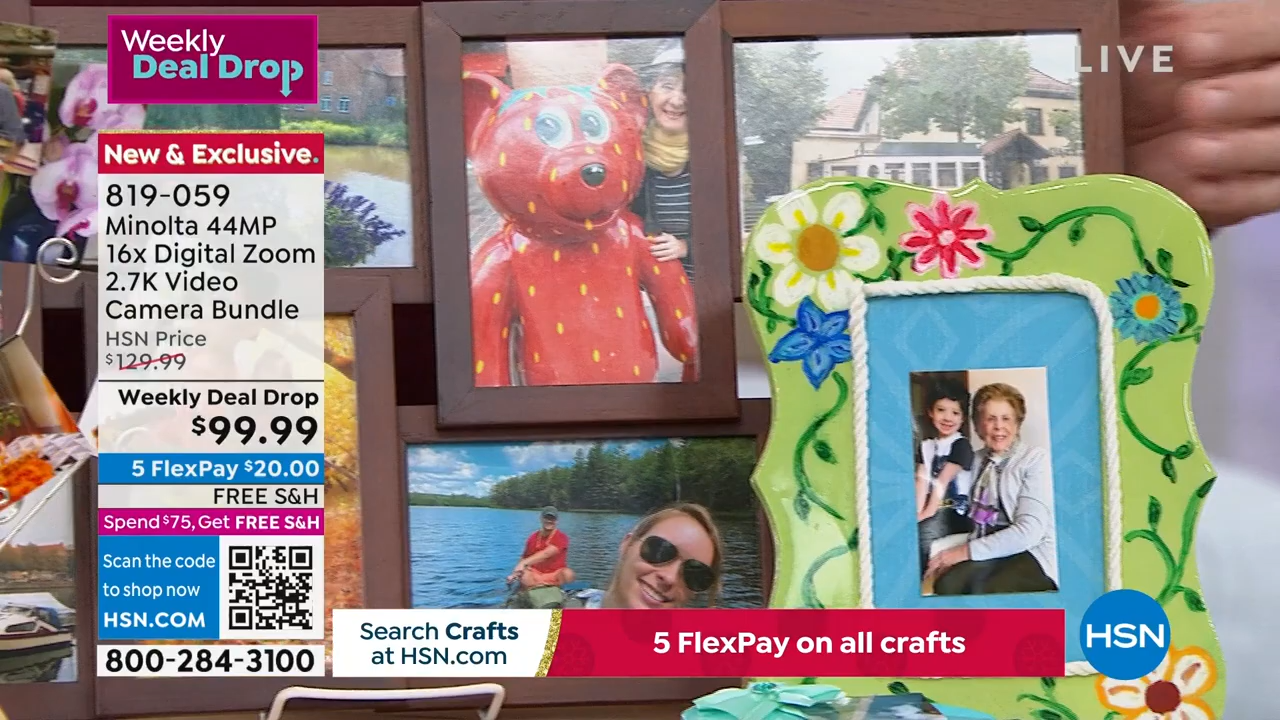 Weekly
Deal Drop
LIVE
New & Exclusive.
819-059
Minolta 44MP
16x Digital Zoom
2.7K Video
Camera Bundle
HSN Price
$129.99
Weekly Deal Drop
$99.99
5 FlexPay $20.00
FREE S&H
Spend $75, Get FREE S&H
Scan the code
to shop now
HSN.COM
800-284-3100
Search Crafts
at HSN.com
5 FlexPay on all crafts
HSN